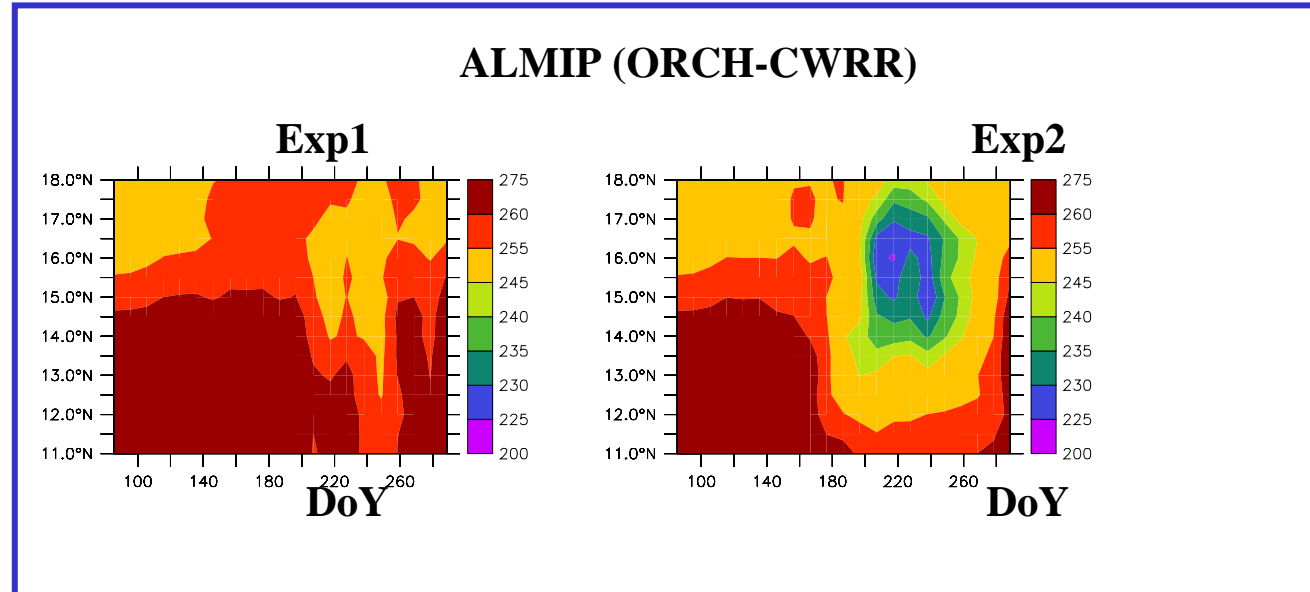 ALMIP (ORCH-CWRR)
Exp1
Exp2
18.0°N
17.0°N
16.0°N
15.0°N
14.0°N
13.0°N
12.0°N
11.0°N
100 140 180 220 260
DoY
275
260
255
245
240
235
230
225
200
18.0°N
17.0°N
16.0°N
15.0°N
14.0°N
13.0°N
12.0°N
11.0°N
100 140 180 220 260
DoY
275
260
255
245
240
235
230
225
200